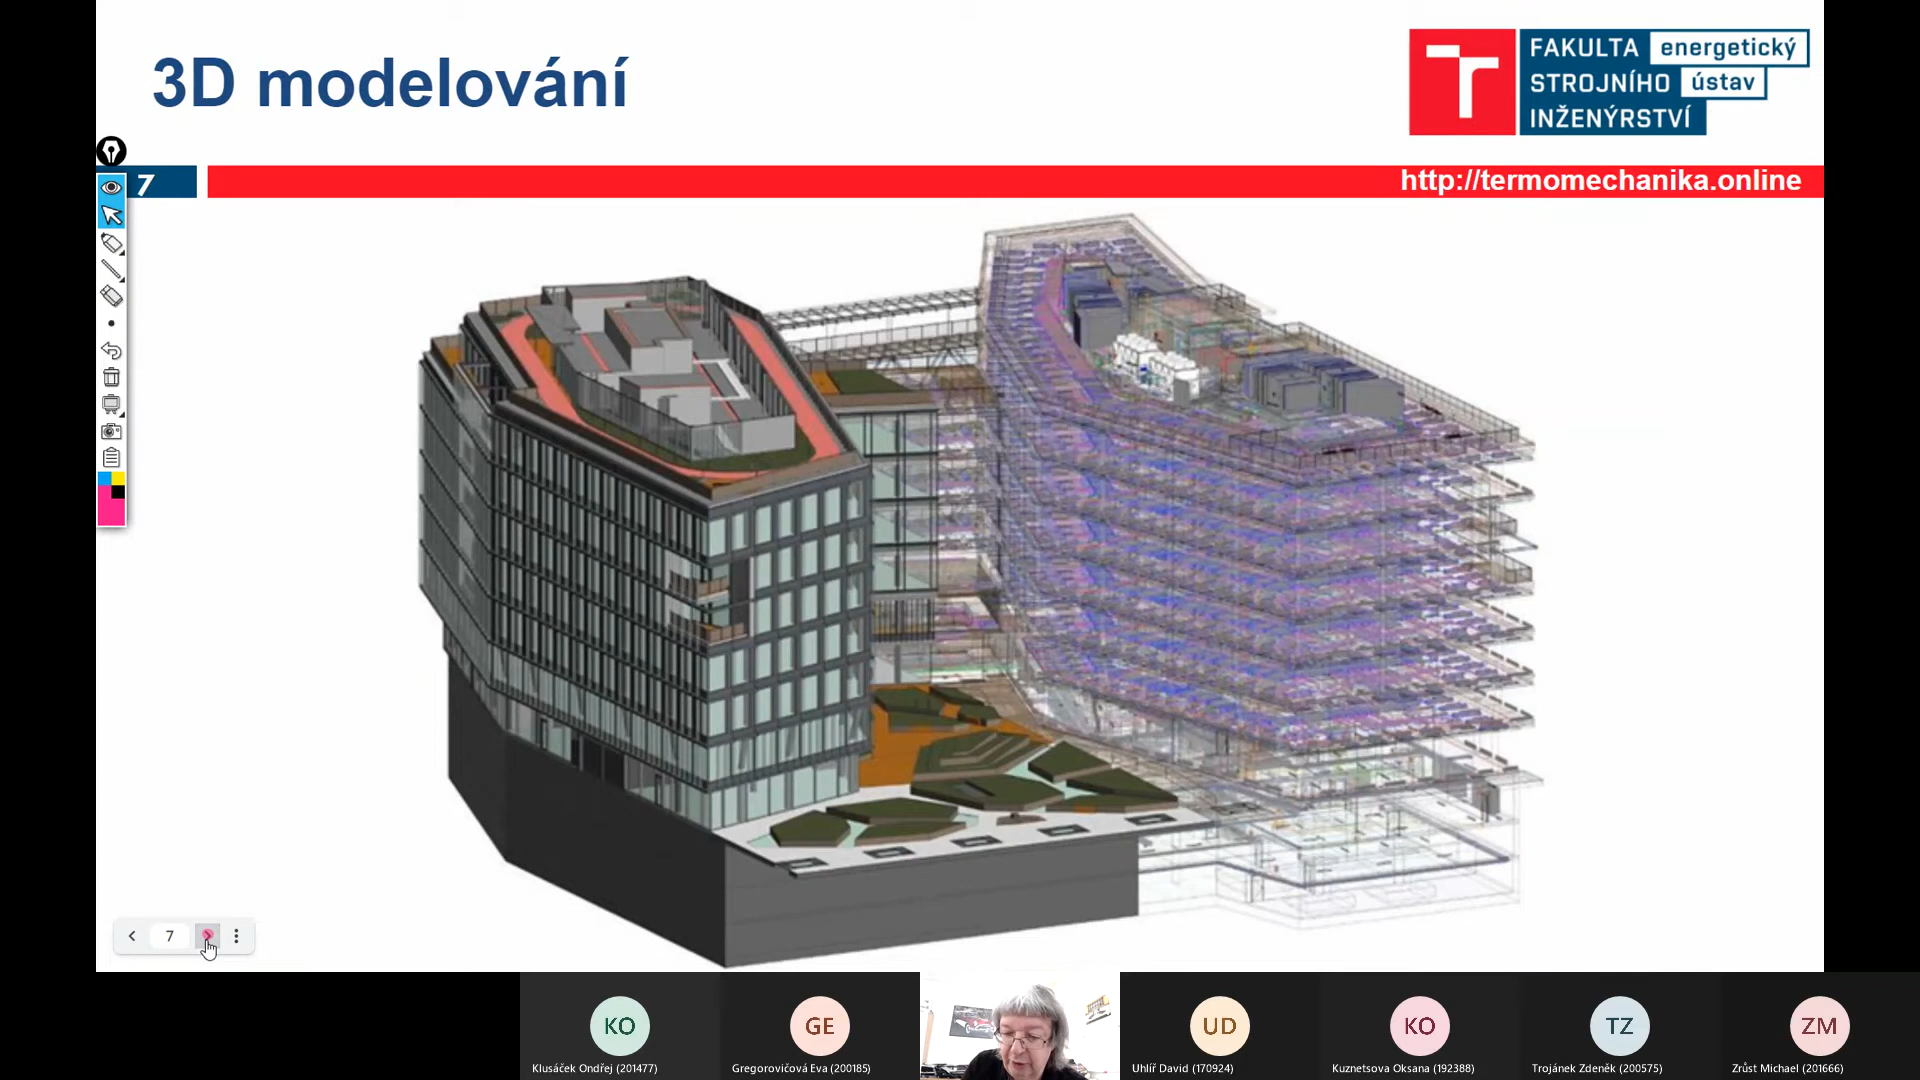 3D modelování
FAKULTA energetický
STROJNÍHO ústav
INŽENÝRSTVÍ
7
http://termomechanika.online
7
KO
GE
UD
KO
TZ
ZM
Klusáček Ondřej (201477)
Gregorovičová Eva (200185)
Uhlíř David (170924)
Kuznetsova Oksana (192388)
Trojánek Zdeněk (200575)
Zrůst Michael (201666)